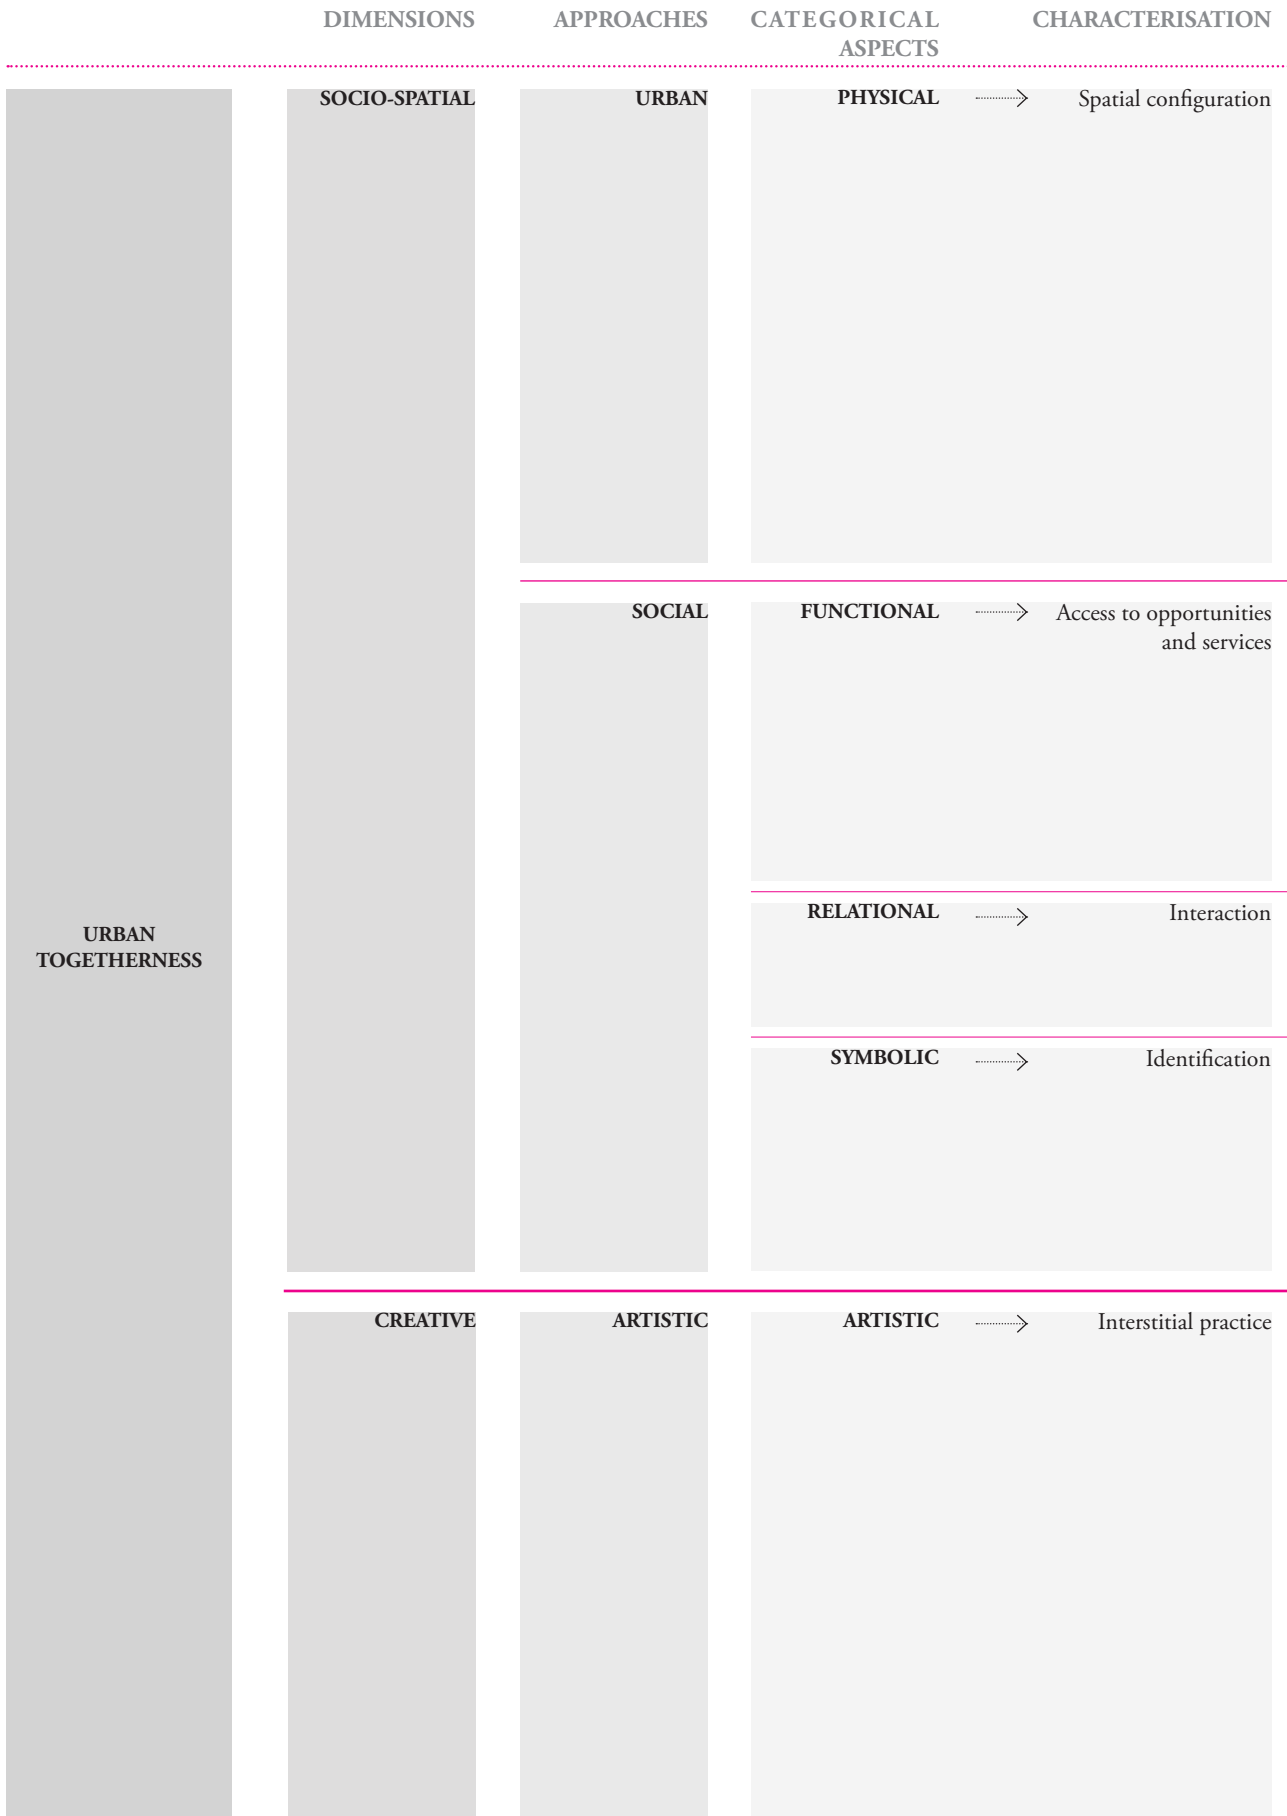 DIMENSIONS APPROACHES CATEGORICAL CHARACTERISATION
ASPECTS
SOCIO-SPATIAL URBAN PHYSICAL Spatial configuration
SOCIAL FUNCTIONAL Access to opportunities
and services
RELATIONAL Interaction
URBAN
TOGETHERNESS
SYMBOLIC Identification
CREATIVE ARTISTIC ARTISTIC Interstitial practice